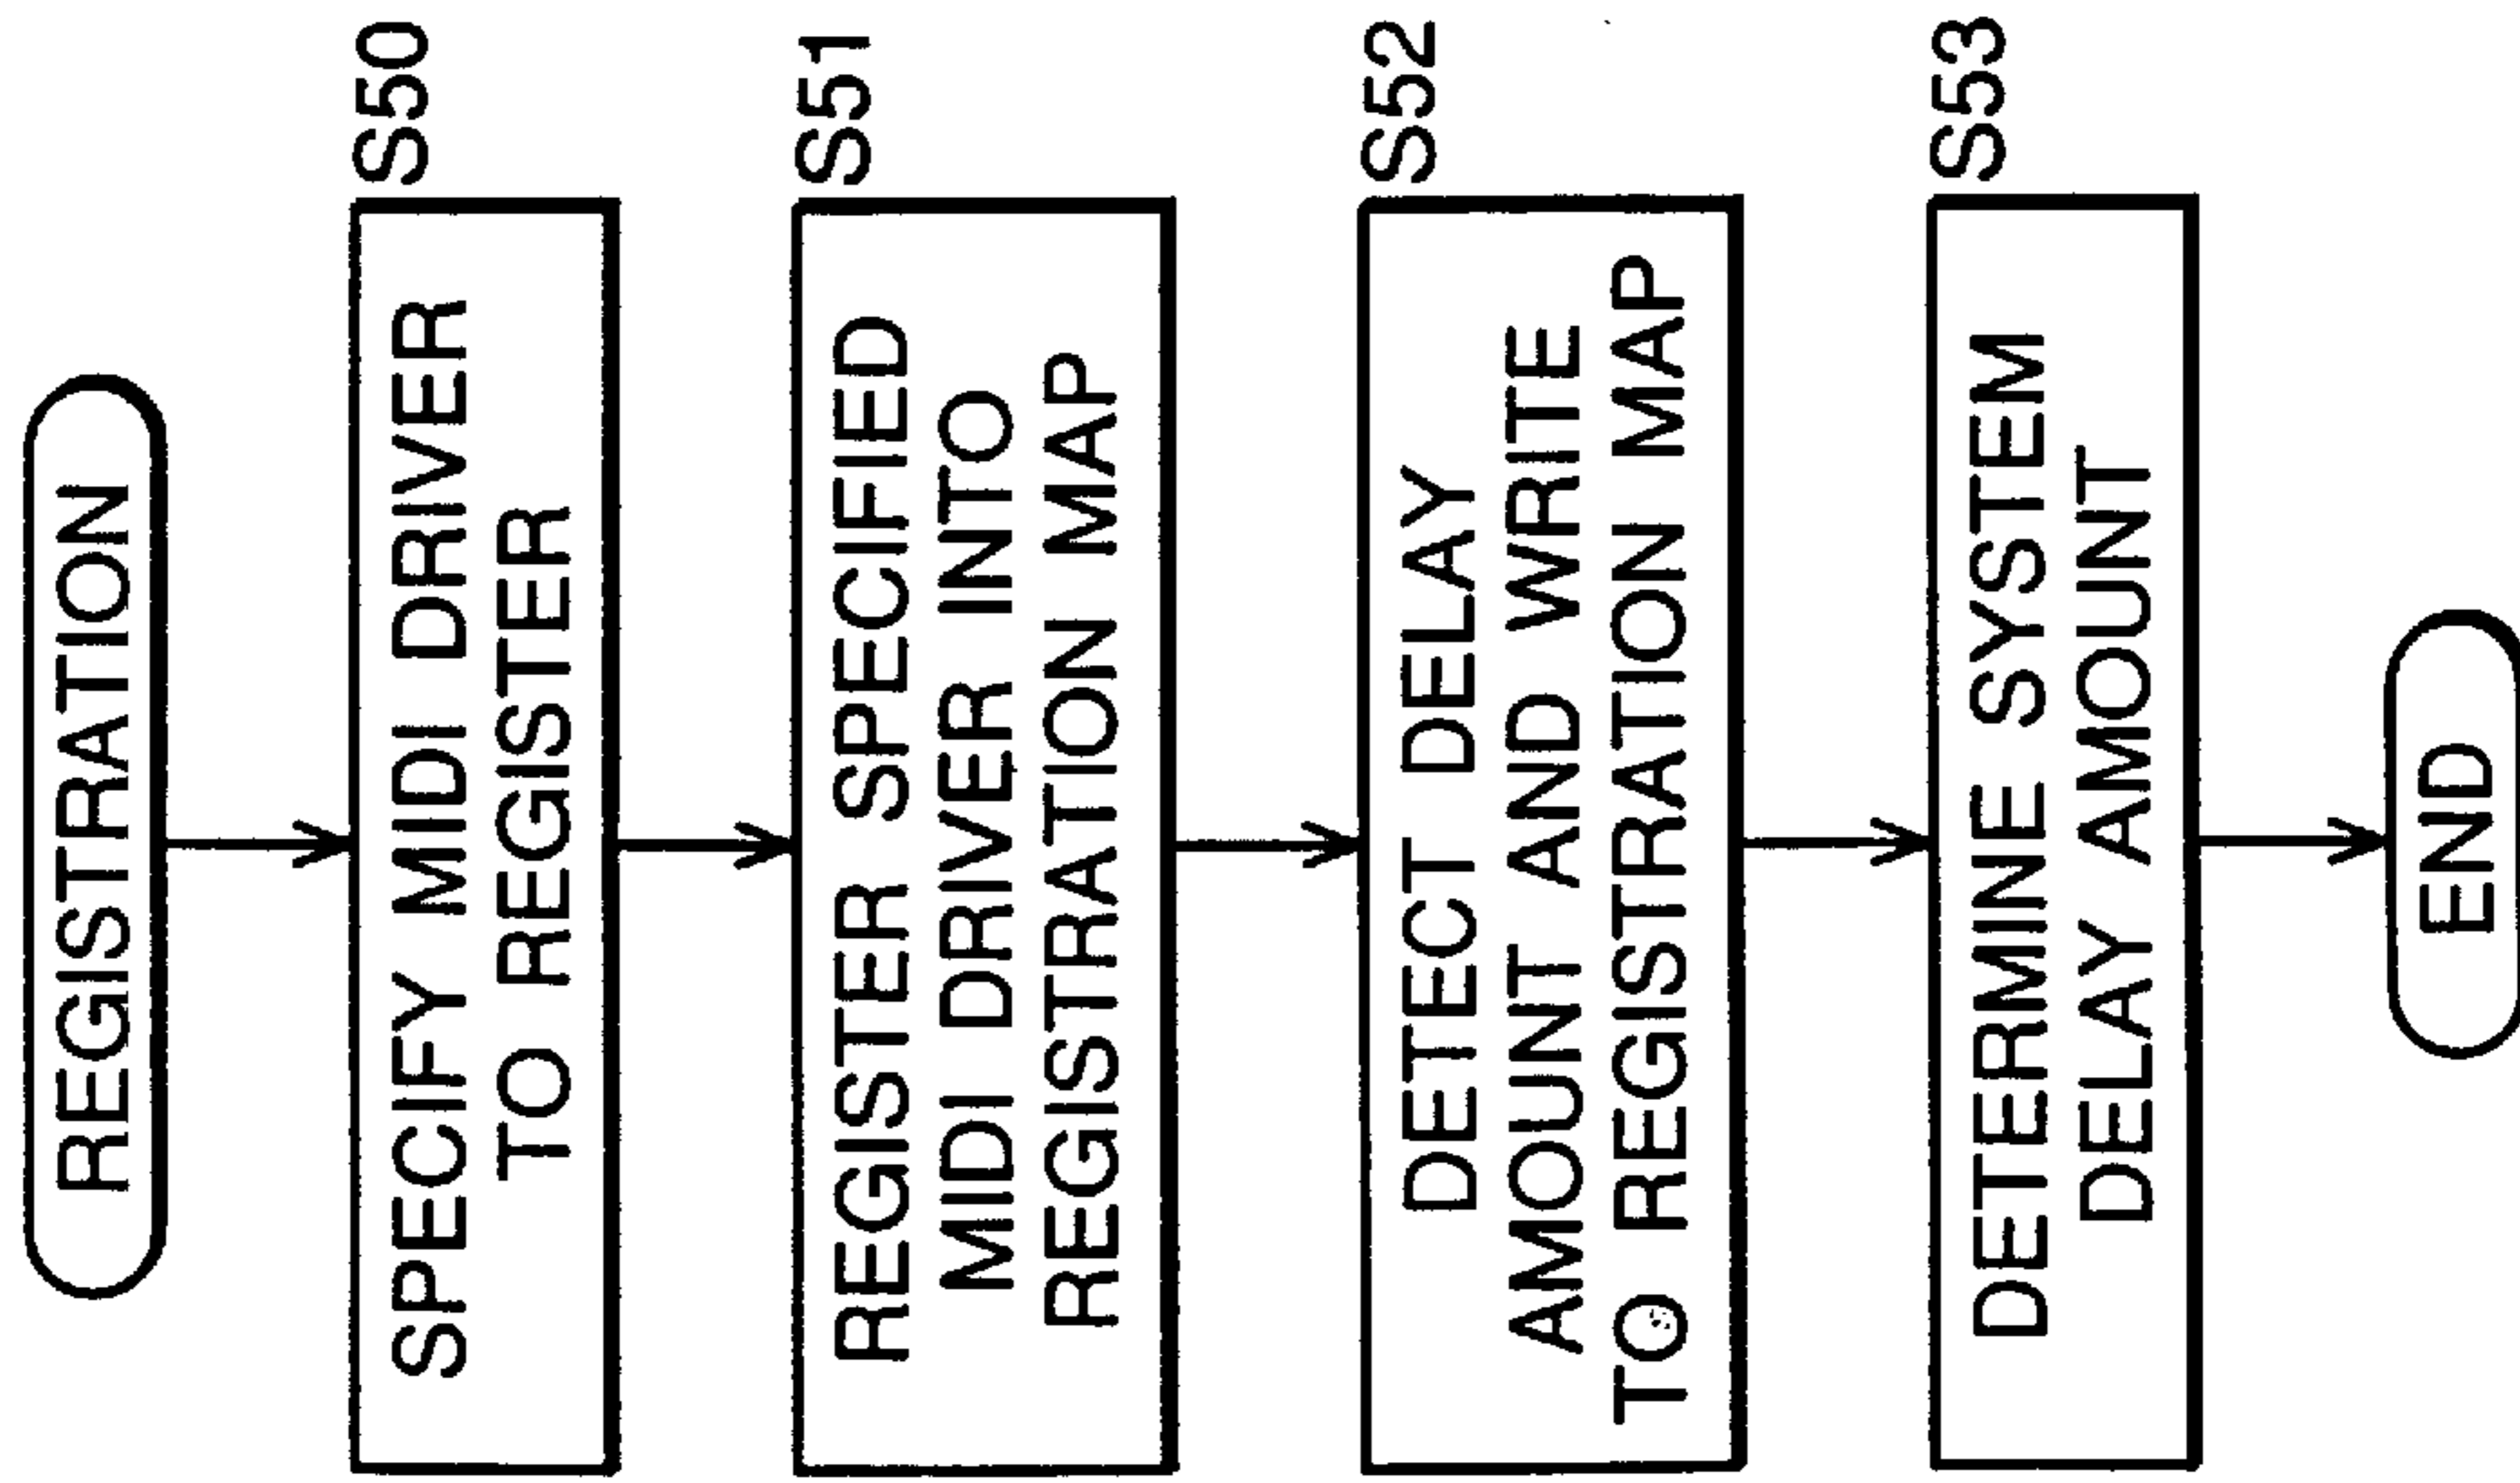 REGISTRATION
S50
SPECIFY MIDI DRIVER
TO REGISTER
S51
REGISTER SPECIFIED
MIDI DRIVER INTO
REGISTRATION MAP
S52
DETECT DELAY
AMOUNT AND WRITE
TO REGISTRATION MAP
S53
DETERMINE SYSTEM
DELAY AMOUNT
END